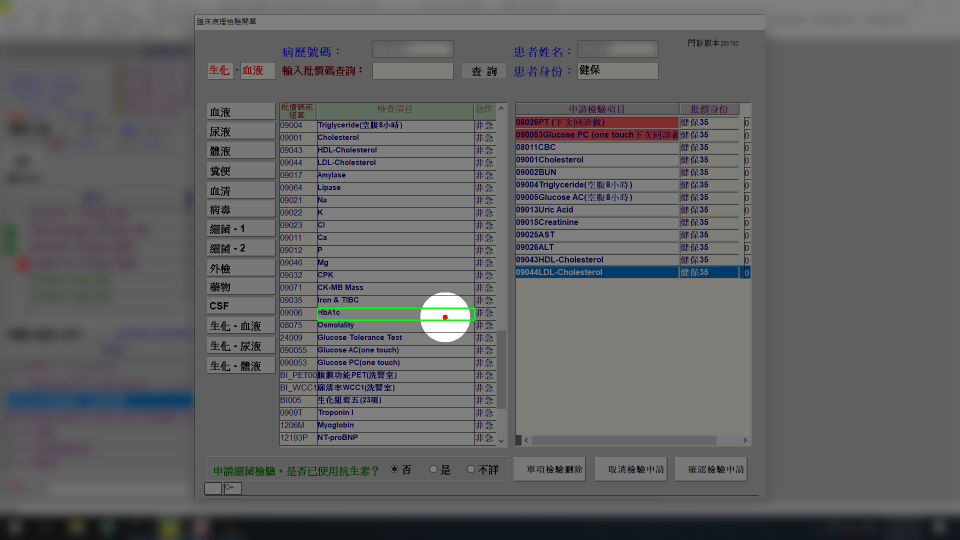 臨床病理檢驗開單
門診版本201702
病歷號碼：
患者姓名：
生化 - 血液
輸入批價碼查詢：
查 詢
患者身份：
健保
血液
尿液
體液
糞便
血清
病毒
細菌 - 1
細菌 - 2
外檢
藥物
CSF
生化 - 血液
生化 - 尿液
生化 - 體液
批價碼或組套 檢查項目 急作
09004 Triglyceride(空腹8小時) 非急
09001 Cholesterol 非急
09043 HDL-Cholesterol 非急
09044 LDL-Cholesterol 非急
09017 Amylase 非急
09064 Lipase 非急
09021 Na 非急
09022 K 非急
09023 Cl 非急
09011 Ca 非急
09012 P 非急
09046 Mg 非急
09032 CPK 非急
09071 CK-MB Mass 非急
09035 Iron & TIBC 非急
09006 HbA1c 非急
08075 Osmolality 非急
24009 Glucose Tolerance Test 非急
090055 Glucose AC(one touch) 非急
090053 Glucose PC(one touch) 非急
BI_PET00 腹膜功能PET(洗腎室) 非急
BI_WCC1 廓清率WCC1(洗腎室) 非急
BI005 生化組套五(23項) 非急
0909T Troponin I 非急
1206M Myoglobin 非急
12193P NT-proBNP 非急
申請檢驗項目 批價身份
08026PT (下次回診做) 健保35 0
090053Glucose PC (one touch下次回診做 健保35 0
08011CBC 健保35 0
09001Cholesterol 健保35 0
09002BUN 健保35 0
09004Triglyceride(空腹8小時) 健保35 0
09005Glucose AC(空腹8小時) 健保35 0
09013Uric Acid 健保35 0
09015Creatinine 健保35 0
09025AST 健保35 0
09026ALT 健保35 0
09043HDL-Cholesterol 健保35 0
09044LDL-Cholesterol 健保35 0
申請細菌檢驗，是否已使用抗生素？ 否 是 不詳
單項檢驗刪除 取消檢驗申請 確認檢驗申請
O+